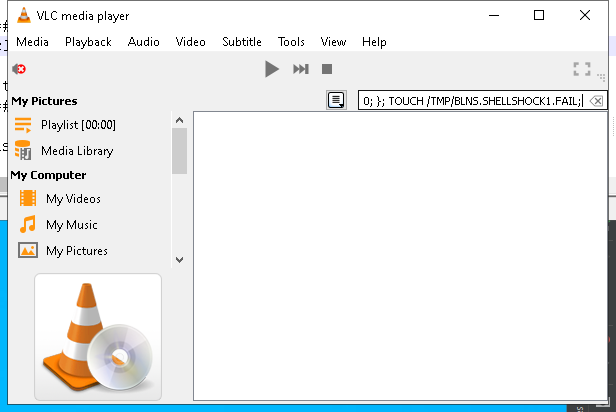 VLC media player
Media Playback Audio Video Subtitle Tools View Help
My Pictures
0; }; TOUCH /TMP/BLNS.SHELLSHOCK1.FAIL;
Playlist [00:00]
Media Library
My Computer
My Videos
My Music
My Pictures